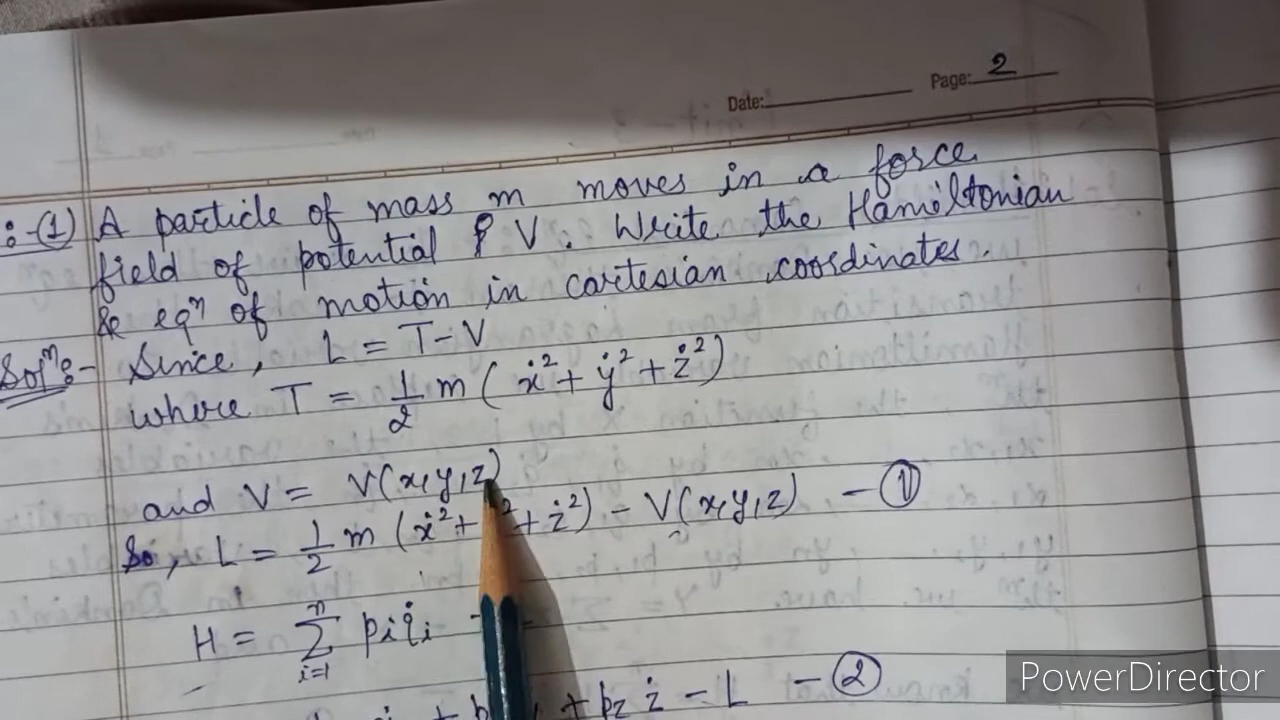 Date: Page: 2
:-(1) A particle of mass m moves in a force
field of potential V. Write the Hamiltonian
& eqⁿ of motion in cartesian coordinates.
Solⁿ:- Since, L = T-V
where T = 1/2 m (ẋ² + ẏ² + ż²)
and V = V(x,y,z)
So, L = 1/2 m (ẋ² + ² + ż²) - V(x,y,z) - ①
H = n∑i=1 pᵢq̇ᵢ -
+ p + pz ż - L - ②
PowerDirector